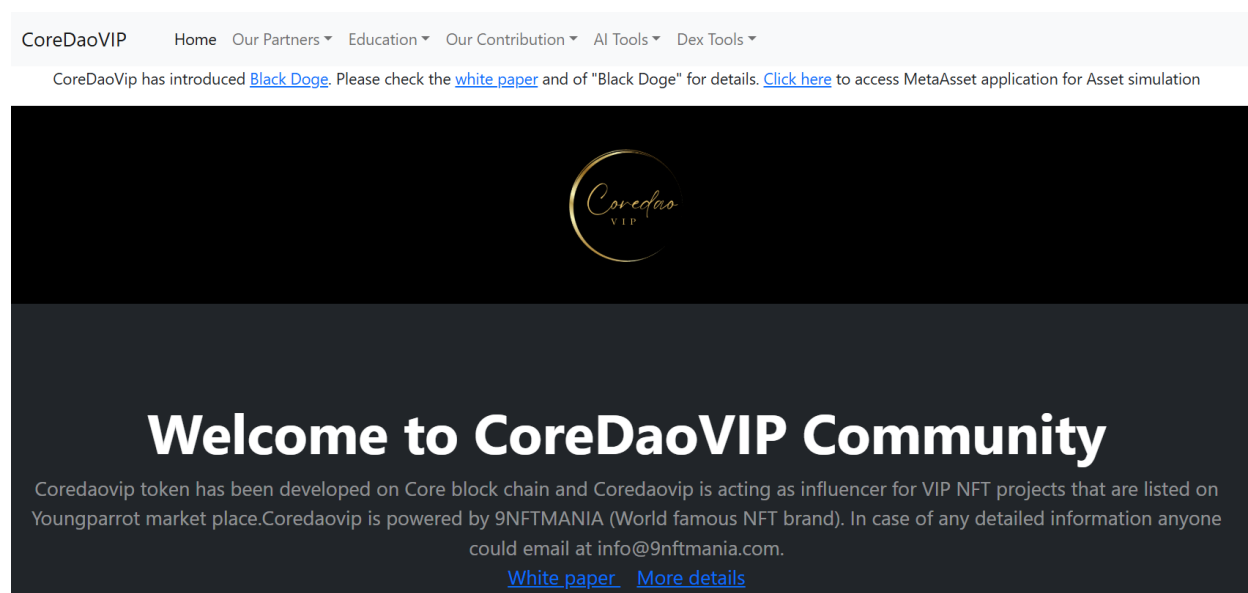 CoreDaoVIP Home Our Partners Education Our Contribution AI Tools Dex Tools
CoreDaoVip has introduced Black Doge. Please check the white paper and of "Black Doge" for details. Click here to access MetaAsset application for Asset simulation
Coredao
VIP
Welcome to CoreDaoVIP Community
Coredaovip token has been developed on Core block chain and Coredaovip is acting as influencer for VIP NFT projects that are listed on
Youngparrot market place.Coredaovip is powered by 9NFTMANIA (World famous NFT brand). In case of any detailed information anyone
could email at info@9nftmania.com.
White paper More details